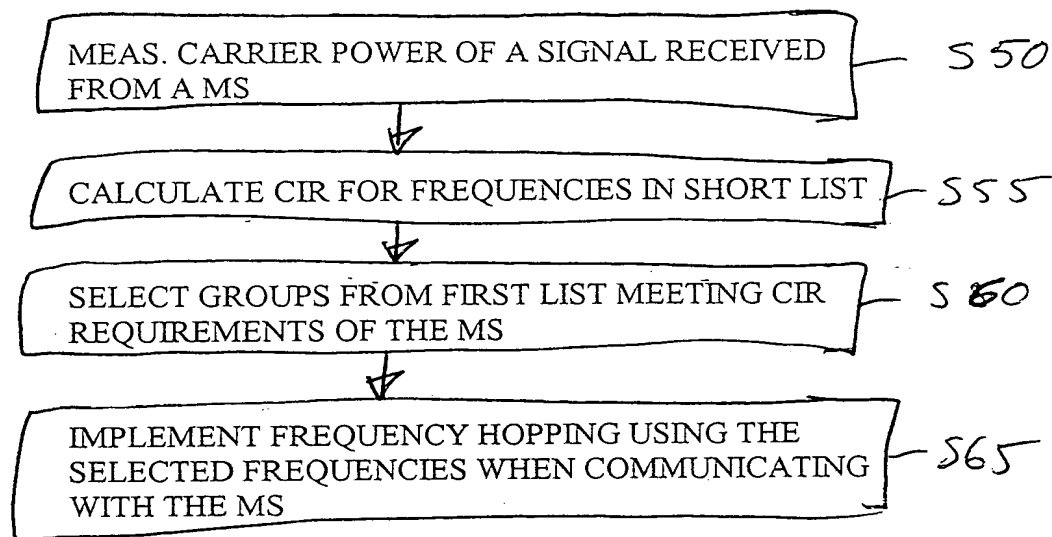 MEAS. CARRIER POWER OF A SIGNAL RECEIVED
FROM A MS
S50
CALCULATE CIR FOR FREQUENCIES IN SHORT LIST
S55
SELECT GROUPS FROM FIRST LIST MEETING CIR
REQUIREMENTS OF THE MS
S60
IMPLEMENT FREQUENCY HOPPING USING THE
SELECTED FREQUENCIES WHEN COMMUNICATING
WITH THE MS
S65